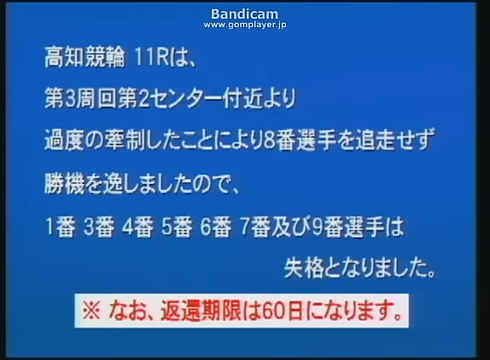 Bandicam
www.gomplayer.jp
高知競輪 11Rは、
第3周回第2センター付近より
過度の牽制したことにより8番選手を追走せず
勝機を逸しましたので、
1番 3番 4番 5番 6番 7番及び9番選手は
失格となりました。
※ なお、返還期限は60日になります。